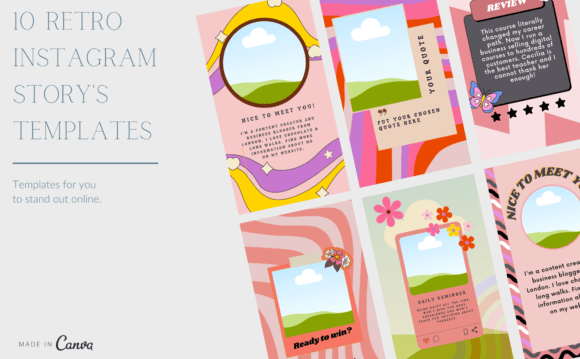 10 RETRO
INSTAGRAM
STORY'S
TEMPLATES
Templates for you
to stand out online.
MADE IN Canva
NICE TO MEET YOU!
I'M A CONTENT CREATOR AND
BUSINESS BLOGGER FROM
LONDON. I LOVE CHOCOLATE &
LONG WALKS. FIND MORE
INFORMATION ABOUT ME
ON MY WEBSITE.
YOUR QUOTE
PUT YOUR CHOSEN
QUOTE HERE
REVIEW
This course literally
changed my career
path. Now I run a
business selling digital
courses to hundreds of
customers. Cecilia is
the best teacher and I
cannot thank her
enough!
Ready to win?
DAILY REMINDER
NICE TO MEET Y
I'm a content crea
business blogge
London. I love cho
long walks. Fin
information a
on my web